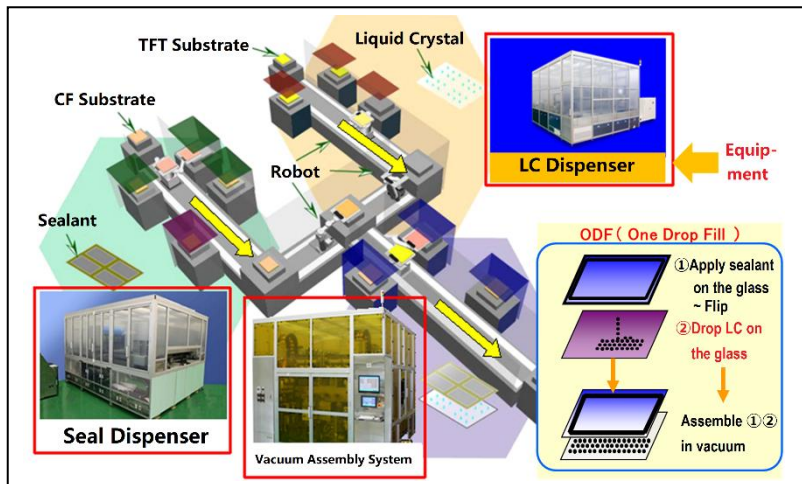 TFT Substrate
Liquid Crystal
CF Substrate
Robot
Sealant
LC Dispenser
Equip-
ment
Seal Dispenser
Vacuum Assembly System
ODF( One Drop Fill )
①Apply sealant
on the glass
~ Flip
②Drop LC on
the glass
Assemble ①②
in vacuum